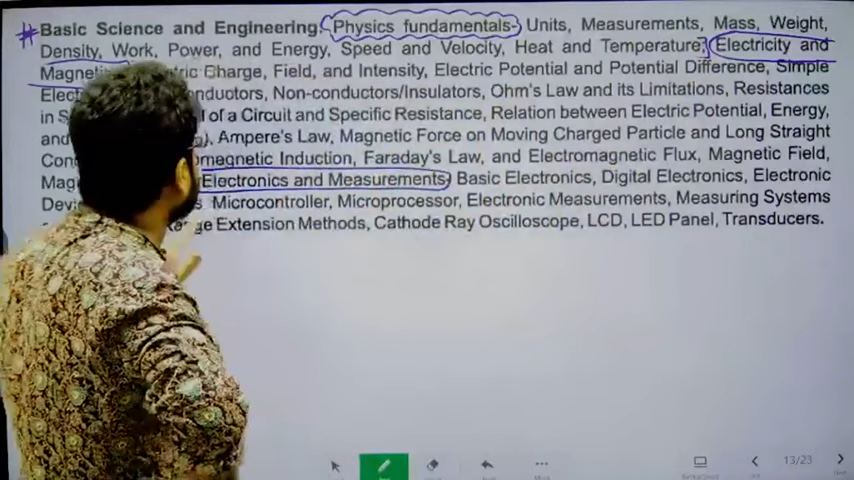 Basic Science and Engineering: Physics fundamentals- Units, Measurements, Mass, Weight,
Density, Work, Power, and Energy, Speed and Velocity, Heat and Temperature; Electricity and
Magnetis Charge, Field, and Intensity, Electric Potential and Potential Difference, Simple
Elec nductors, Non-conductors/Insulators, Ohm's Law and its Limitations, Resistances
in S l of a Circuit and Specific Resistance, Relation between Electric Potential, Energy,
and Ampere's Law, Magnetic Force on Moving Charged Particle and Long Straight
Con omagnetic Induction, Faraday's Law, and Electromagnetic Flux, Magnetic Field,
Mag Electronics and Measurements) Basic Electronics, Digital Electronics, Electronic
Devi s Microcontroller, Microprocessor, Electronic Measurements, Measuring Systems
Range Extension Methods, Cathode Ray Oscilloscope, LCD, LED Panel, Transducers.
13/23